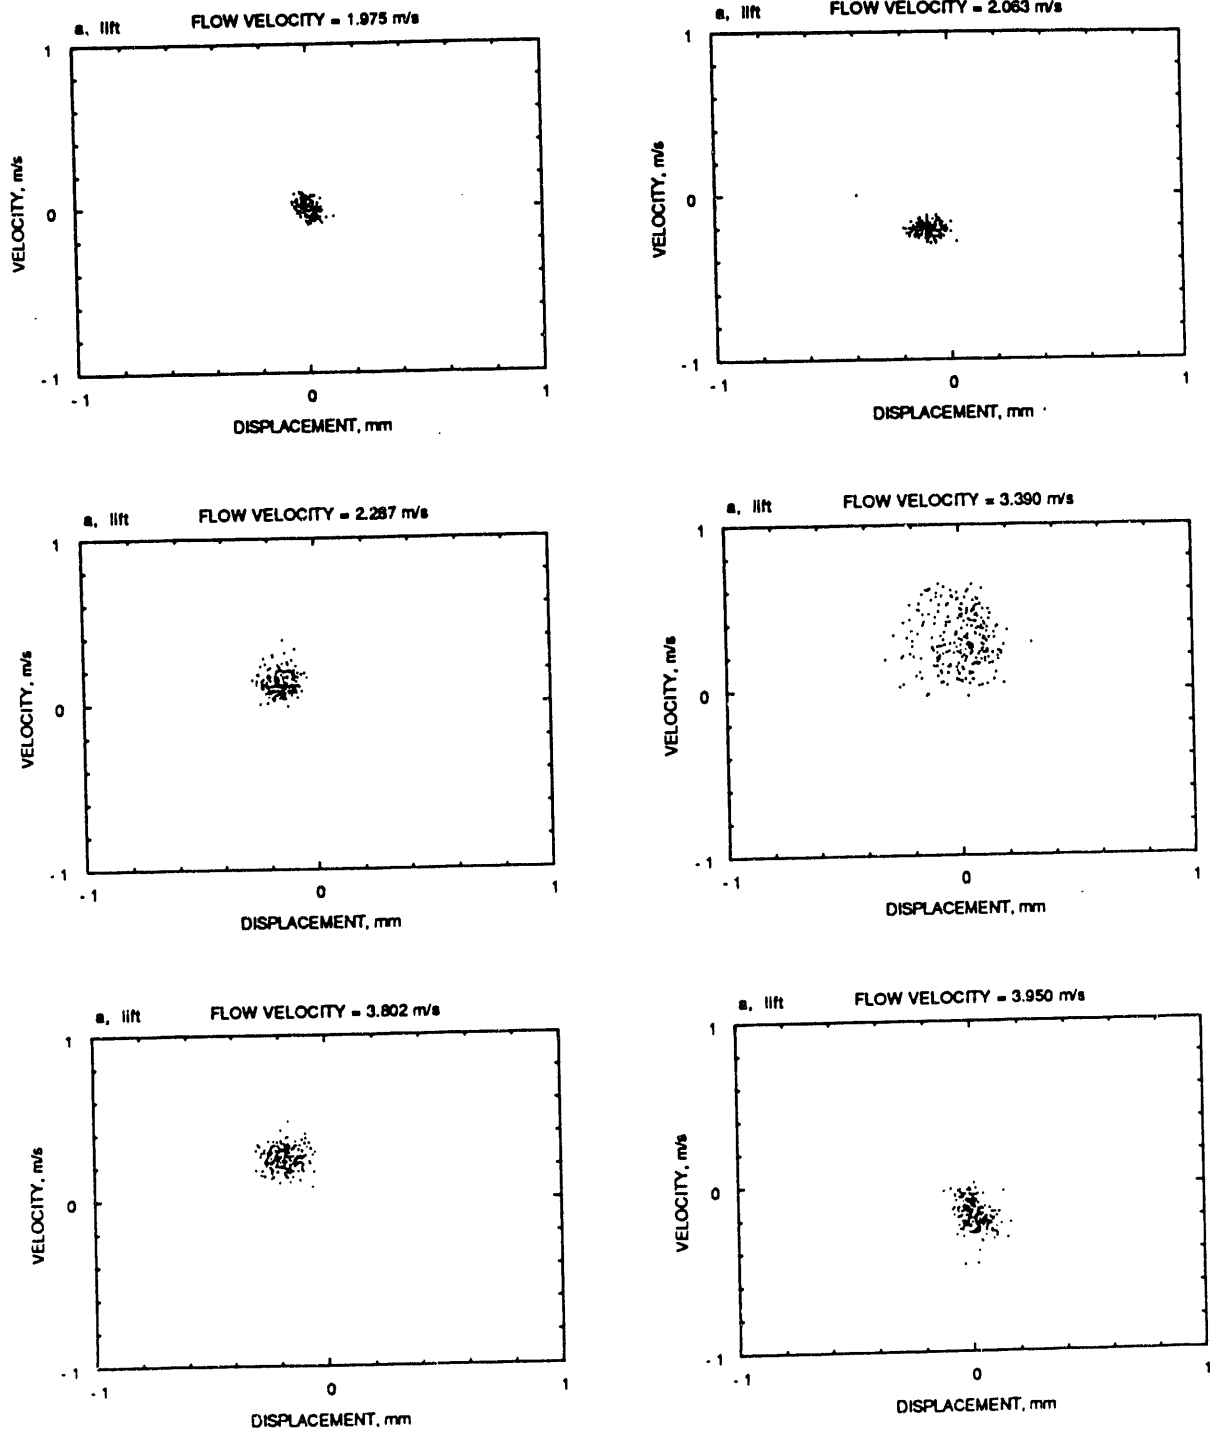 a, lift FLOW VELOCITY = 1.975 m/s
1
0
- 1
- 1 0 1
VELOCITY, m/s
DISPLACEMENT, mm
a, lift FLOW VELOCITY = 2.063 m/s
1
0
- 1
- 1 0 1
VELOCITY, m/s
DISPLACEMENT, mm
a, lift FLOW VELOCITY = 2.287 m/s
1
0
- 1
- 1 0 1
VELOCITY, m/s
DISPLACEMENT, mm
a, lift FLOW VELOCITY = 3.390 m/s
1
0
- 1
- 1 0 1
VELOCITY, m/s
DISPLACEMENT, mm
a, lift FLOW VELOCITY = 3.802 m/s
1
0
- 1
- 1 0 1
VELOCITY, m/s
DISPLACEMENT, mm
a, lift FLOW VELOCITY = 3.950 m/s
1
0
- 1
- 1 0 1
VELOCITY, m/s
DISPLACEMENT, mm